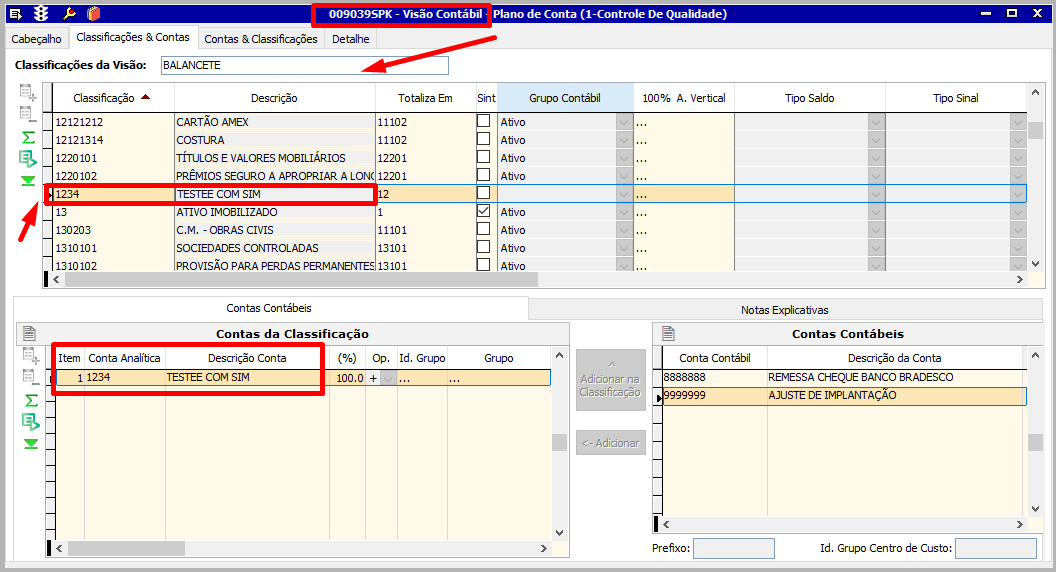 009039SPK - Visão Contábil - Plano de Conta (1-Controle De Qualidade)
Cabeçalho Classificações & Contas Contas & Classificações Detalhe
Classificações da Visão: BALANCETE
Classificação Descrição Totaliza Em Sint Grupo Contábil 100% A. Vertical Tipo Saldo Tipo Sinal
12121212 CARTÃO AMEX 11102 Ativo ...
12121314 COSTURA 11102 Ativo ...
1220101 TÍTULOS E VALORES MOBILIÁRIOS 12201 Ativo ...
1220102 PRÊMIOS SEGURO A APROPRIAR A LONG 12201 Ativo ...
1234 TESTEE COM SIM 12 ...
13 ATIVO IMOBILIZADO 1 Ativo ...
130203 C.M. - OBRAS CIVIS 11101 Ativo ...
1310101 SOCIEDADES CONTROLADAS 13101 Ativo ...
1310102 PROVISÃO PARA PERDAS PERMANENTES 13101 Ativo ...
Contas Contábeis Notas Explicativas
Contas da Classificação
Item Conta Analítica Descrição Conta (%) Op. Id. Grupo Grupo
1 1234 TESTEE COM SIM 100.0 + ... ...
Adicionar na
Classificação
<- Adicionar
Contas Contábeis
Conta Contábil Descrição da Conta
8888888 REMESSA CHEQUE BANCO BRADESCO
9999999 AJUSTE DE IMPLANTAÇÃO
Prefixo: Id. Grupo Centro de Custo: